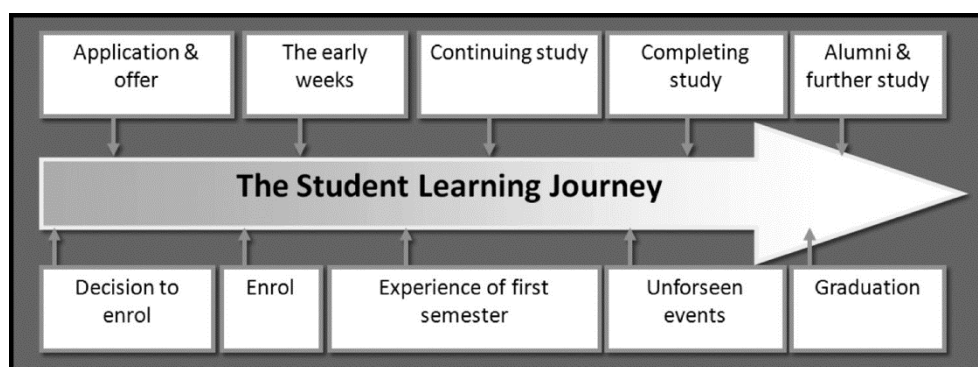 Application &
offer
The early
weeks
Continuing study
Completing
study
Alumni &
further study
The Student Learning Journey
Decision to
enrol
Enrol
Experience of first
semester
Unforseen
events
Graduation